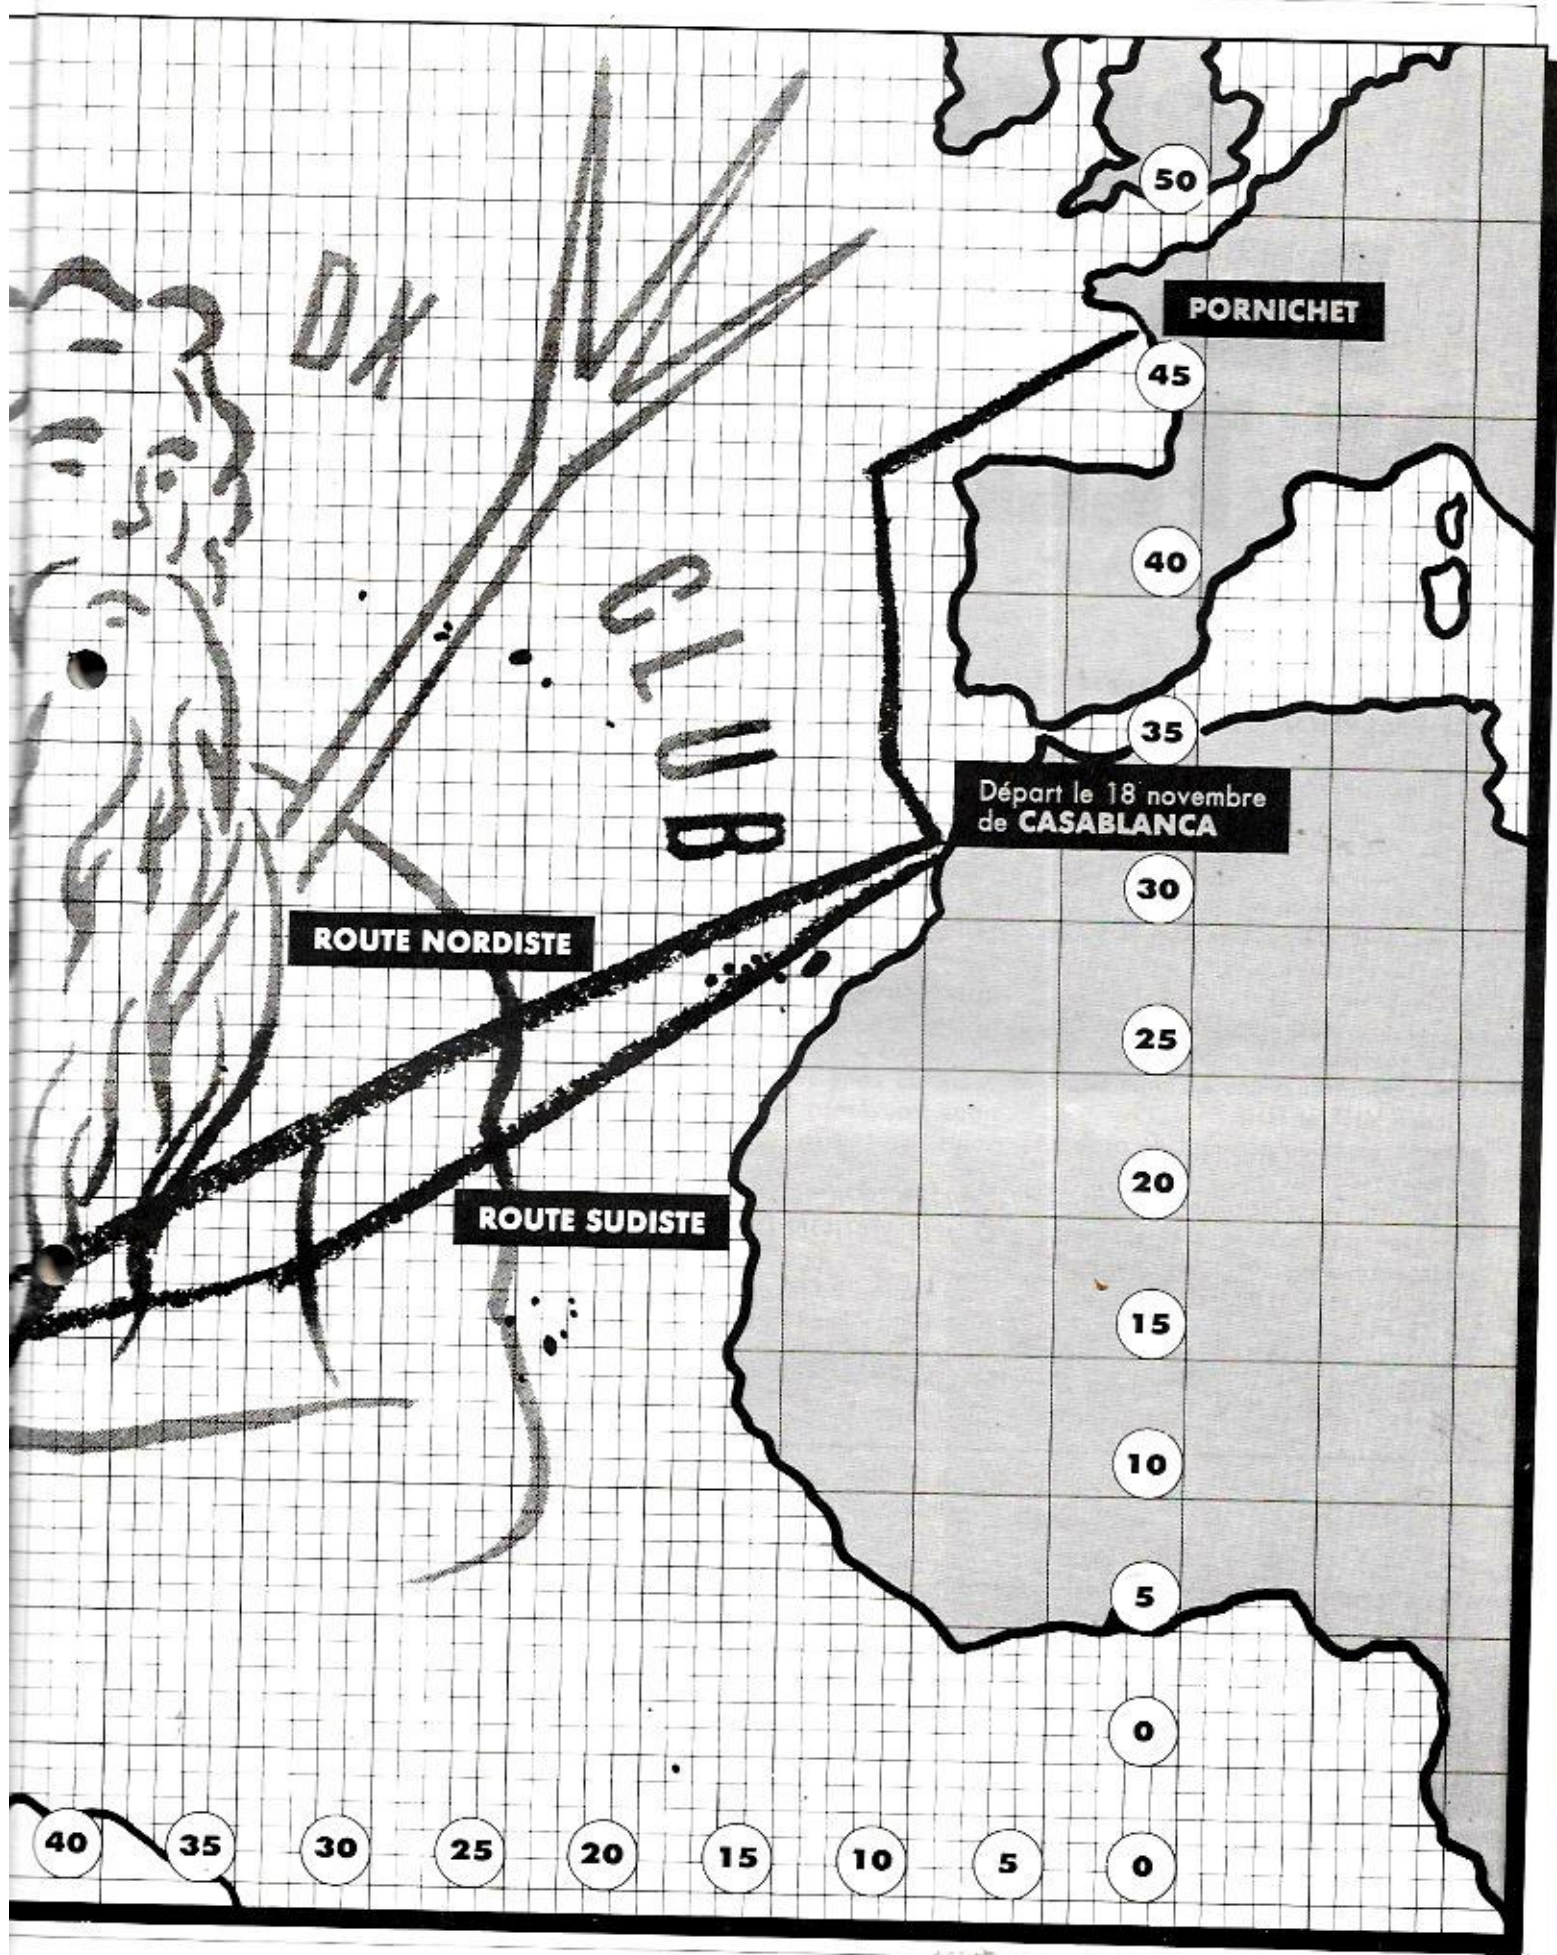 50
DX
PORNICHET
45
40
CLUB
35
Départ le 18 novembre
de CASABLANCA
30
ROUTE NORDISTE
25
20
ROUTE SUDISTE
15
10
5
0
40 35 30 25 20 15 10 5 0